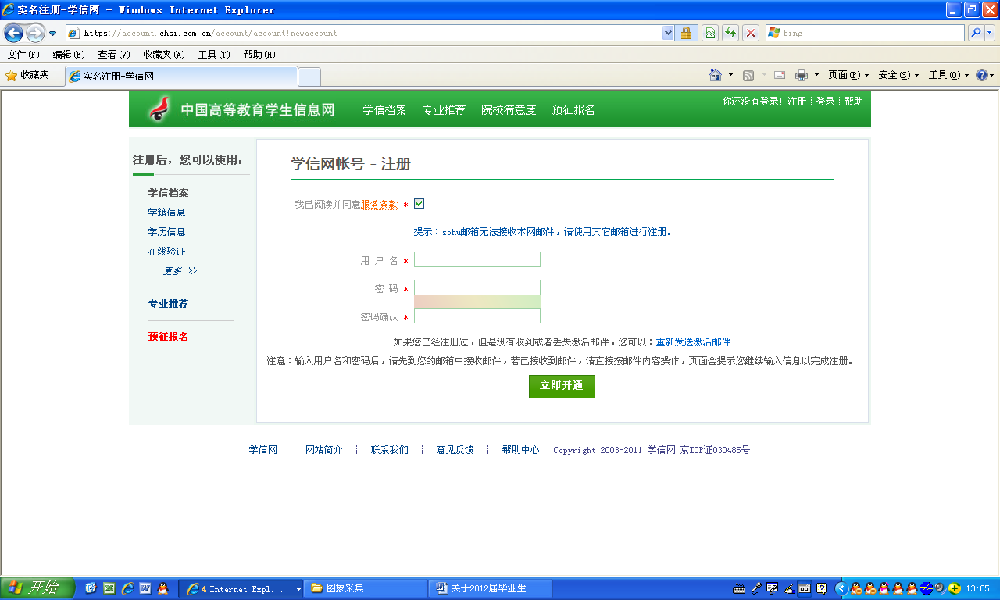 实名注册-学信网 - Windows Internet Explorer
https://account.chsi.com.cn/account/account!newaccount
Bing
文件(F) 编辑(E) 查看(V) 收藏夹(A) 工具(T) 帮助(H)
收藏夹 实名注册-学信网 页面(P) 安全(S) 工具(O)
你还没有登录! 注册 登录 帮助
中国高等教育学生信息网 学信档案 专业推荐 院校满意度 预征报名
注册后，您可以使用：
学信档案
学籍信息
学历信息
在线验证
更多 >>
专业推荐
预征报名
学信网帐号 - 注册
我已阅读并同意服务条款 *
提示：sohu邮箱无法接收本网邮件，请使用其它邮箱进行注册。
用 户 名 *
密 码 *
密码确认 *
如果您已经注册过，但是没有收到或者丢失激活邮件，您可以：重新发送激活邮件
注意：输入用户名和密码后，请先到您的邮箱中接收邮件，若已接收到邮件，请直接按邮件内容操作，页面会提示您继续输入信息以完成注册。
立即开通
学信网 网站简介 联系我们 意见反馈 帮助中心 Copyright 2003-2011 学信网 京ICP证030485号
开始 4 Internet Expl... 图象采集 关于2012届毕业生... 13:05